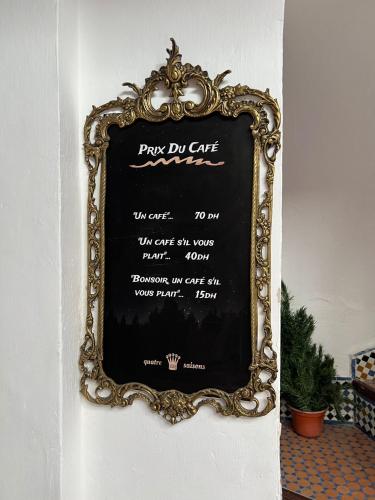 Prix Du Café
"Un café"... 70 dh
"Un café s'il vous
plait"... 40dh
"Bonsoir, un café s'il
vous plait"... 15dh
quatre saisons